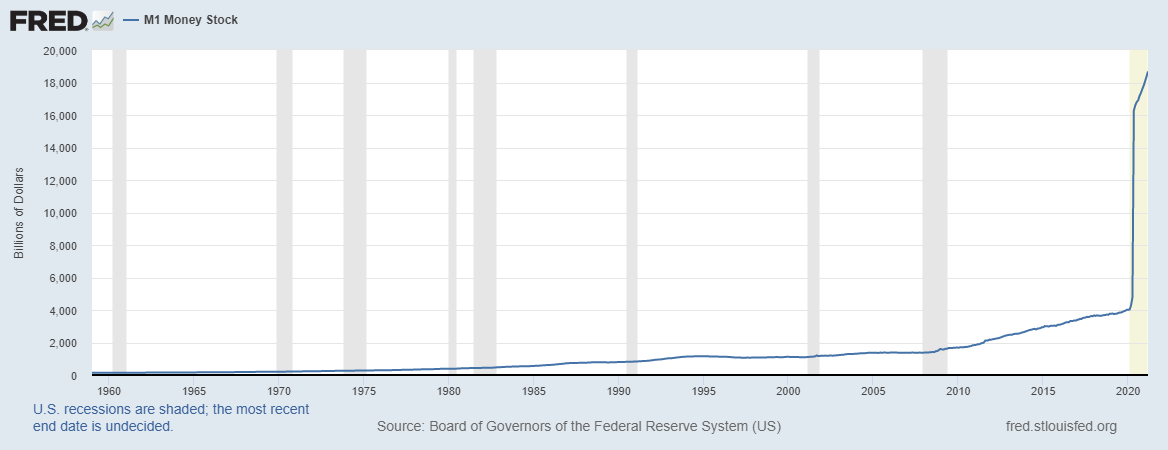 FRED M1 Money Stock
20,000
18,000
16,000
14,000
12,000
10,000
8,000
6,000
4,000
2,000
0
Billions of Dollars
1960 1965 1970 1975 1980 1985 1990 1995 2000 2005 2010 2015 2020
U.S. recessions are shaded; the most recent
end date is undecided.
Source: Board of Governors of the Federal Reserve System (US)
fred.stlouisfed.org